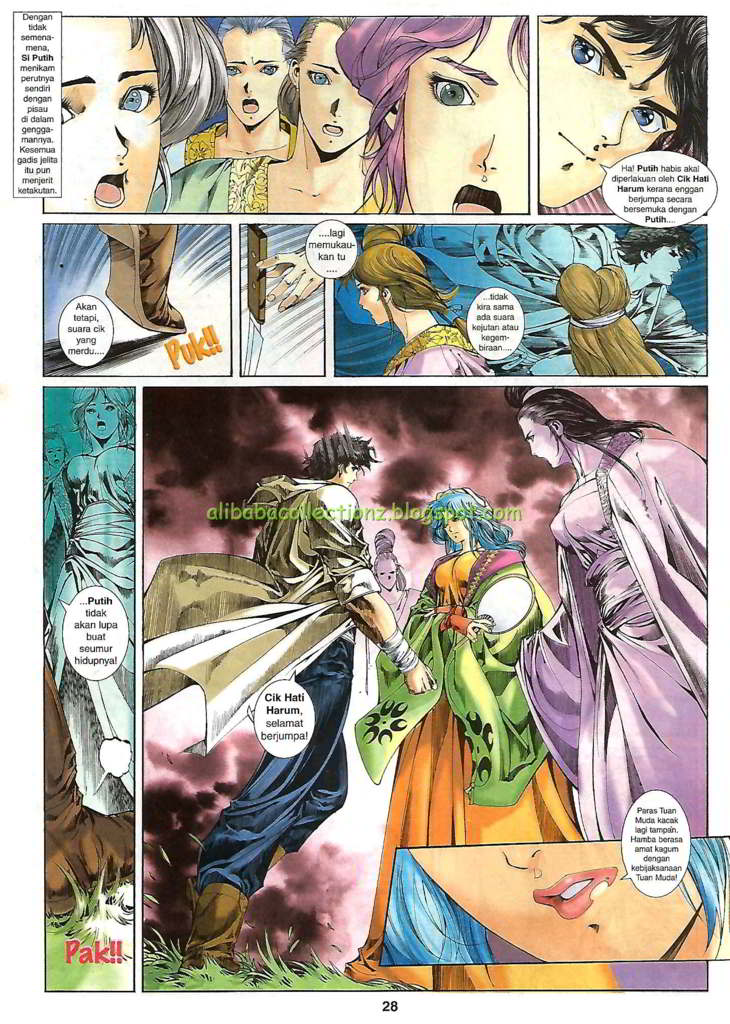 Dengan
tidak
semena-
mena,
Si Putih
menikam
perutnya
sendiri
dengan
pisau
di dalam
gengga-
mannya.
Kesemua
gadis jelita
itu pun
menjerit
ketakutan.
Ha! Putih habis akal
diperlakukan oleh Cik Hati
Harum kerana enggan
berjumpa secara
bersemuka dengan
Putih....
Akan
tetapi,
suara cik
yang
merdu....
Puk!!
....lagi
memukau-
kan tu
....
...tidak
kira sama
ada suara
kejutan atau
kegem-
biraan....
...Putih
tidak
akan lupa
buat
seumur
hidupnya!
Pak!!
alibabacollectionz.blogspot.com
Cik Hati
Harum,
selamat
berjumpa!
Paras Tuan
Muda kacak
lagi tampan.
Hamba berasa
amat kagum
dengan
kebijaksanaan
Tuan Muda!
28